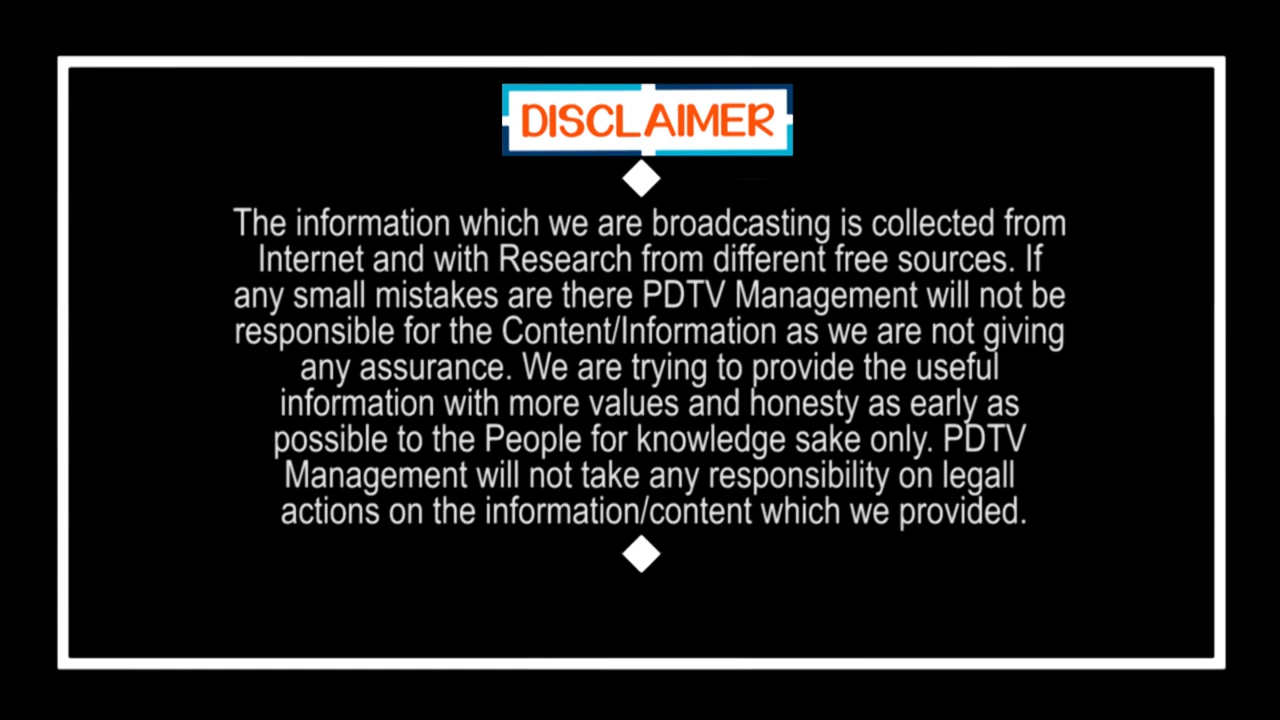 DISCLAIMER
The information which we are broadcasting is collected from
Internet and with Research from different free sources. If
any small mistakes are there PDTV Management will not be
responsible for the Content/Information as we are not giving
any assurance. We are trying to provide the useful
information with more values and honesty as early as
possible to the People for knowledge sake only. PDTV
Management will not take any responsibility on legall
actions on the information/content which we provided.